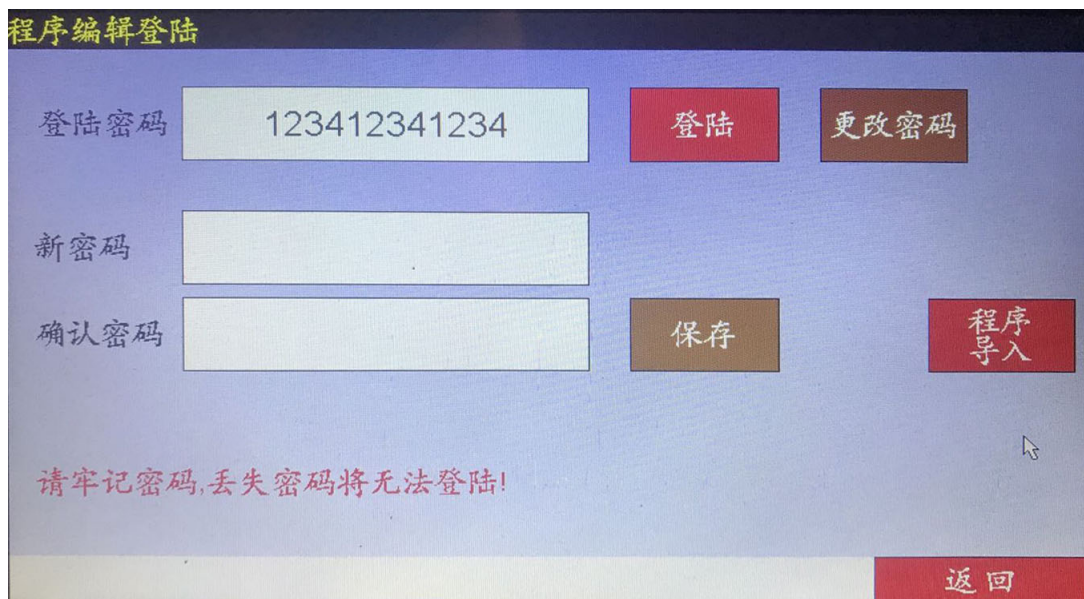 程序编辑登陆
登陆密码 123412341234 登陆 更改密码
新密码
确认密码 保存 程序
导入
请牢记密码,丢失密码将无法登陆!
返回